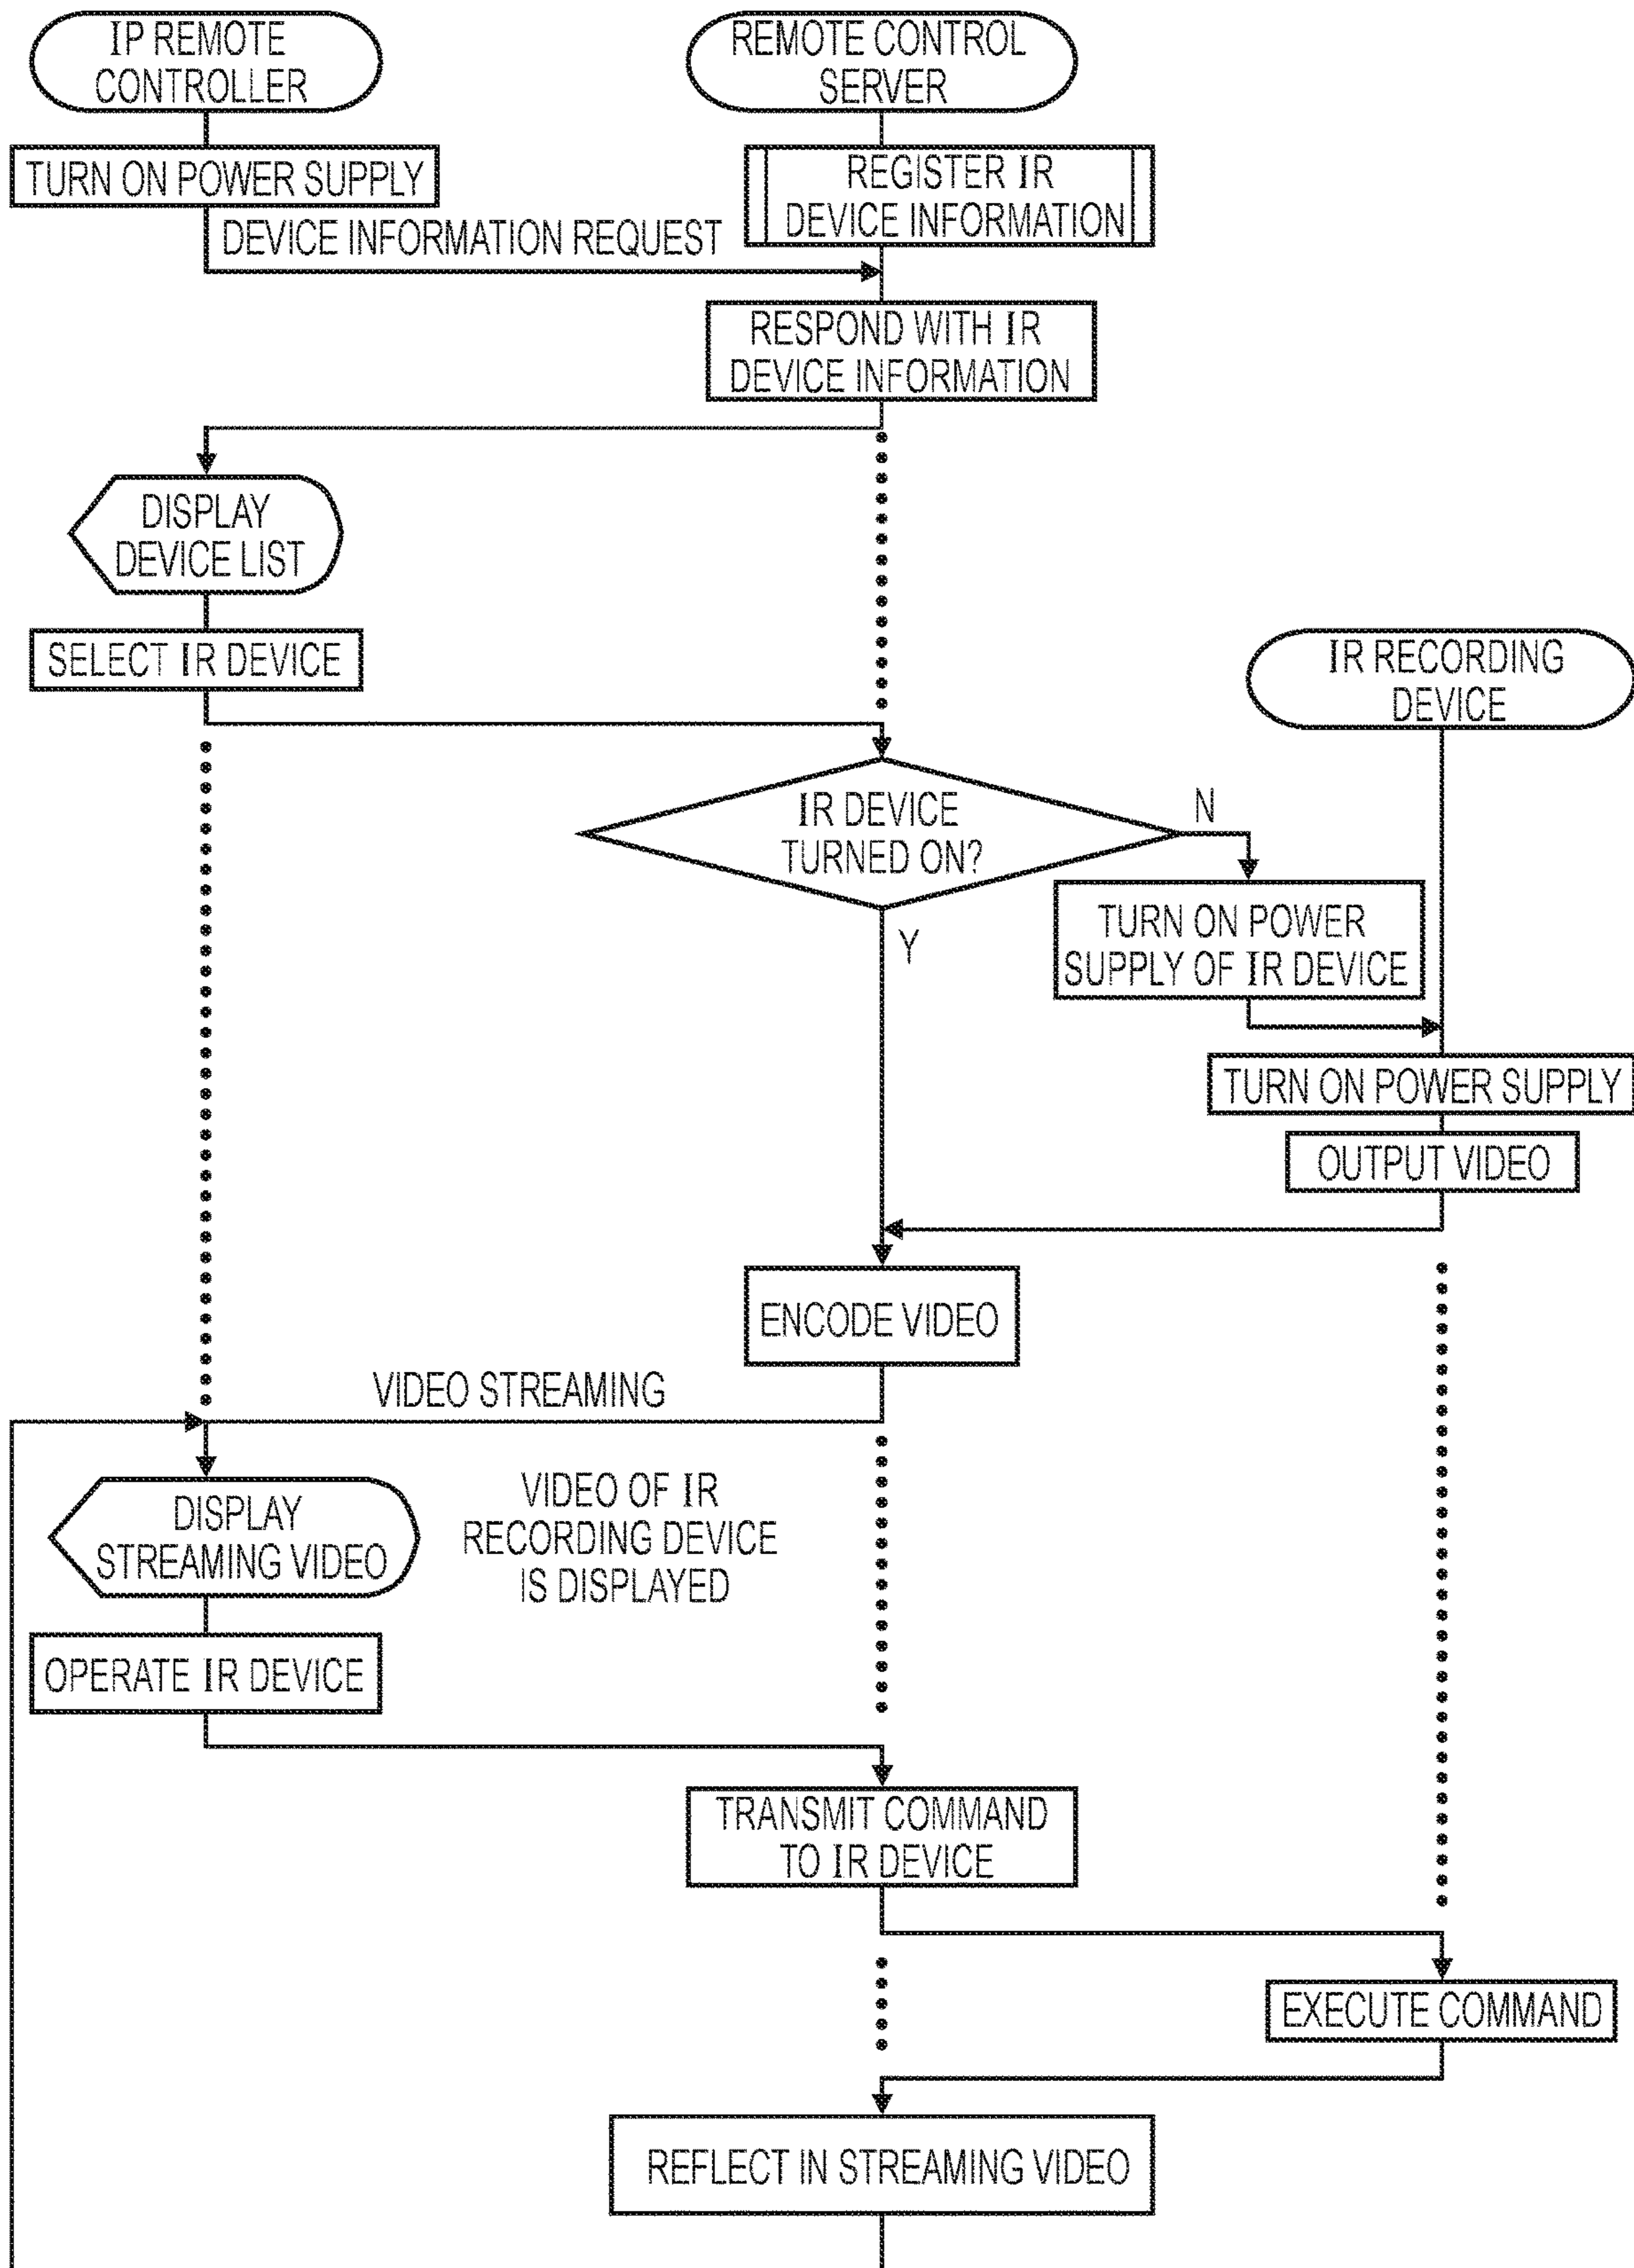 IP REMOTE
CONTROLLER
REMOTE CONTROL
SERVER
TURN ON POWER SUPPLY
REGISTER IR
DEVICE INFORMATION
DEVICE INFORMATION REQUEST
RESPOND WITH IR
DEVICE INFORMATION
DISPLAY
DEVICE LIST
SELECT IR DEVICE
IR RECORDING
DEVICE
IR DEVICE
TURNED ON?
N
Y
TURN ON POWER
SUPPLY OF IR DEVICE
TURN ON POWER SUPPLY
OUTPUT VIDEO
ENCODE VIDEO
VIDEO STREAMING
DISPLAY
STREAMING VIDEO
VIDEO OF IR
RECORDING DEVICE
IS DISPLAYED
OPERATE IR DEVICE
TRANSMIT COMMAND
TO IR DEVICE
EXECUTE COMMAND
REFLECT IN STREAMING VIDEO